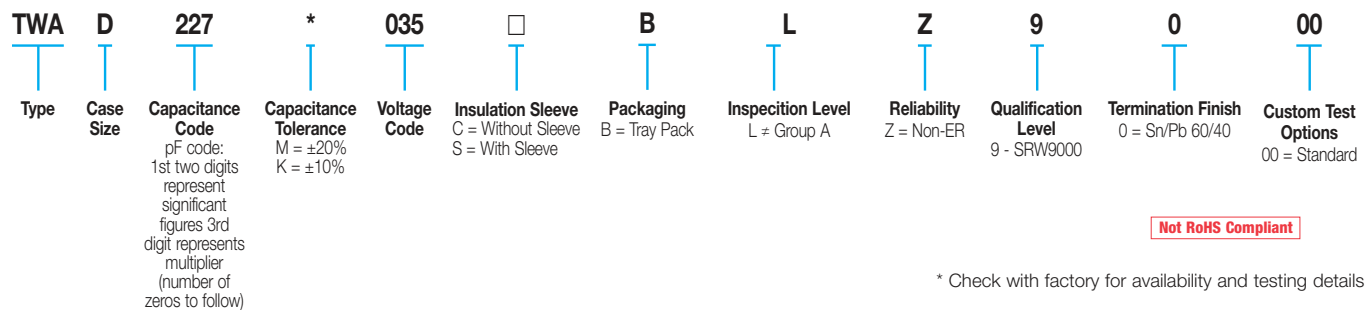 TWA D 227 * 035 □ B L Z 9 0 00
Type
Case
Size
Capacitance
Code
pF code:
1st two digits
represent
significant
figures 3rd
digit represents
multiplier
(number of
zeros to follow)
Capacitance
Tolerance
M = ±20%
K = ±10%
Voltage
Code
Insulation Sleeve
C = Without Sleeve
S = With Sleeve
Packaging
B = Tray Pack
Inspecition Level
L ≠ Group A
Reliability
Z = Non-ER
Qualification
Level
9 - SRW9000
Termination Finish
0 = Sn/Pb 60/40
Custom Test
Options
00 = Standard
Not RoHS Compliant
* Check with factory for availability and testing details